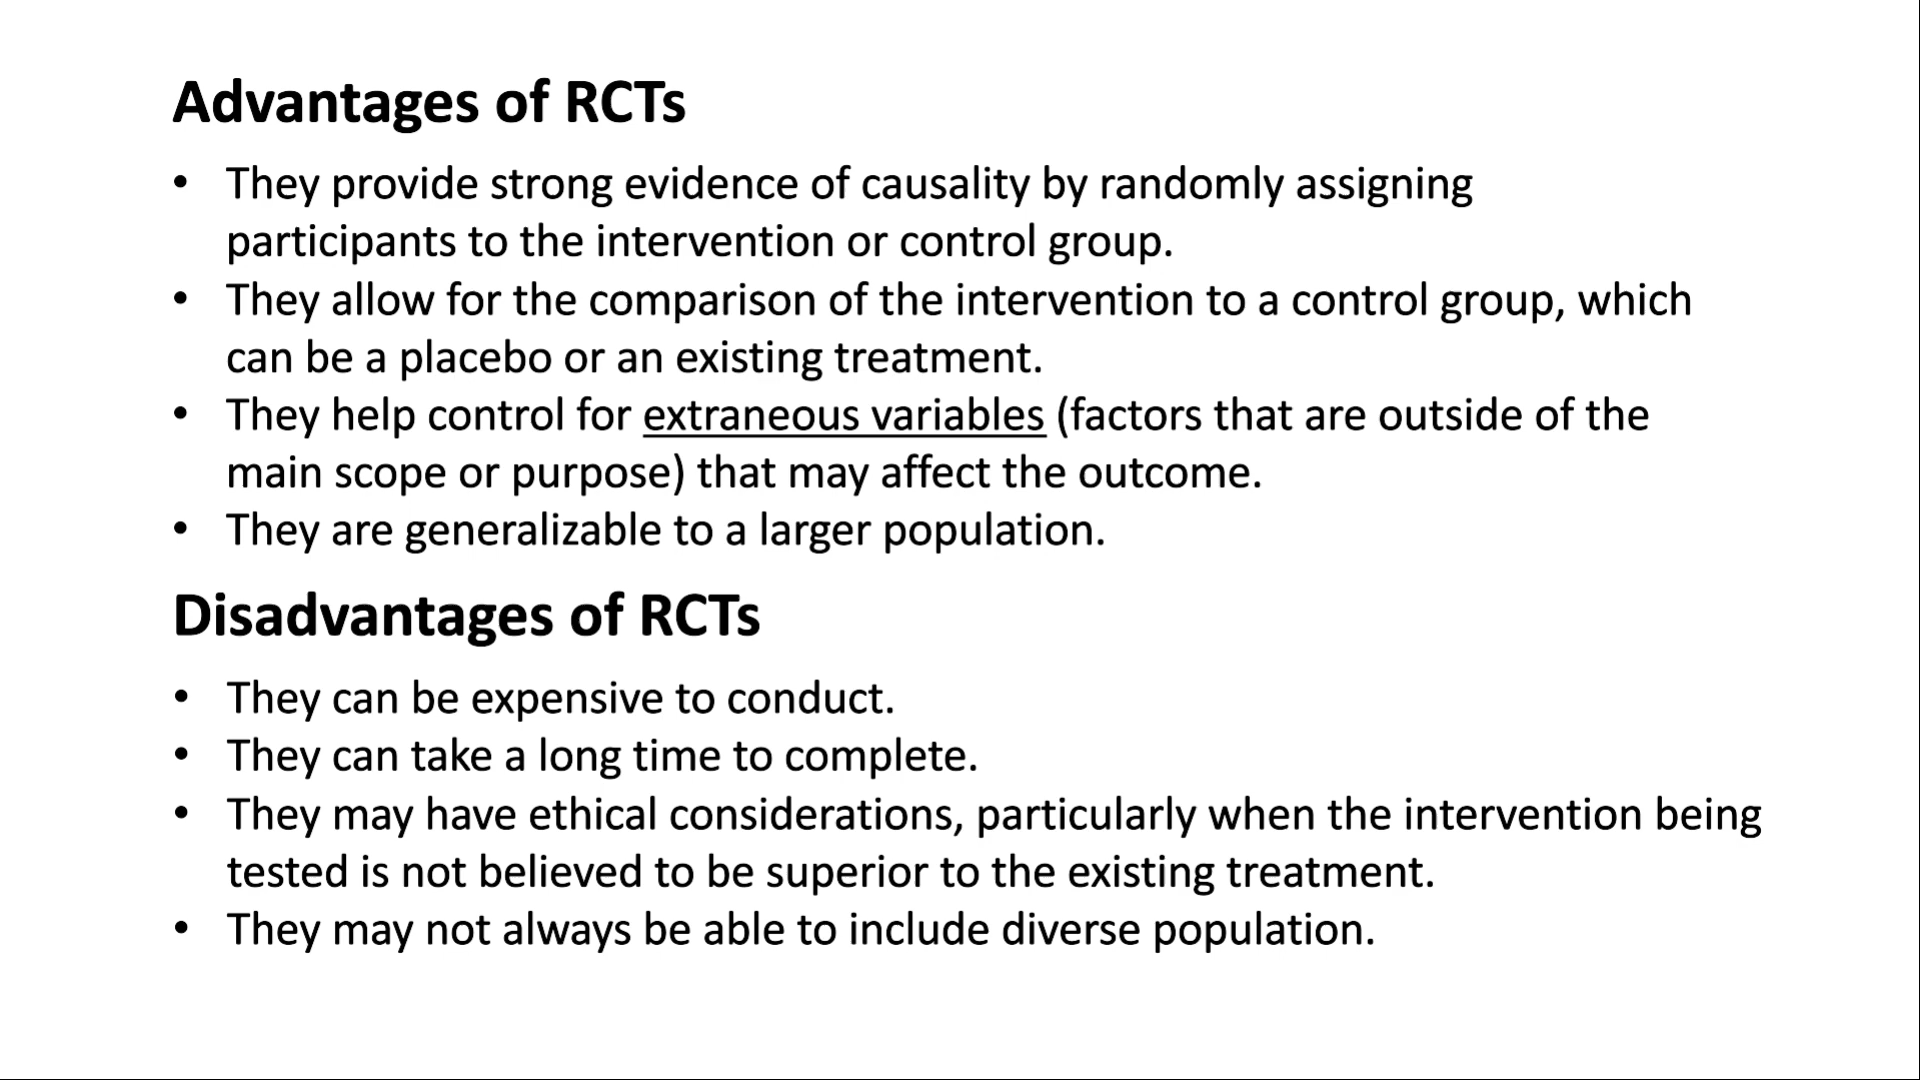 Advantages of RCTs
• They provide strong evidence of causality by randomly assigning
participants to the intervention or control group.
• They allow for the comparison of the intervention to a control group, which
can be a placebo or an existing treatment.
• They help control for extraneous variables (factors that are outside of the
main scope or purpose) that may affect the outcome.
• They are generalizable to a larger population.
Disadvantages of RCTs
• They can be expensive to conduct.
• They can take a long time to complete.
• They may have ethical considerations, particularly when the intervention being
tested is not believed to be superior to the existing treatment.
• They may not always be able to include diverse population.